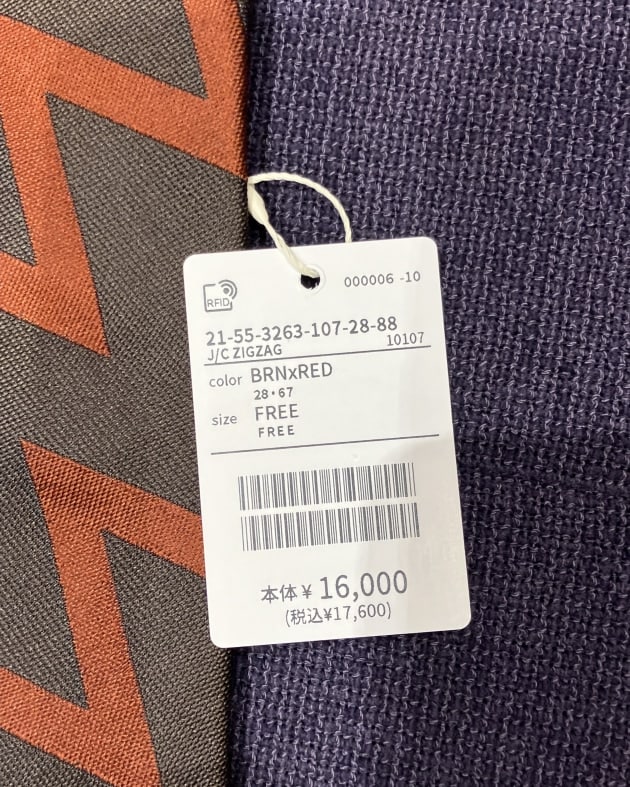 RFID
000006 -10
21-55-3263-107-28-88
J/C ZIGZAG 10107
color BRNxRED
28・67
size FREE
FREE
本体¥ 16,000
(税込¥17,600)